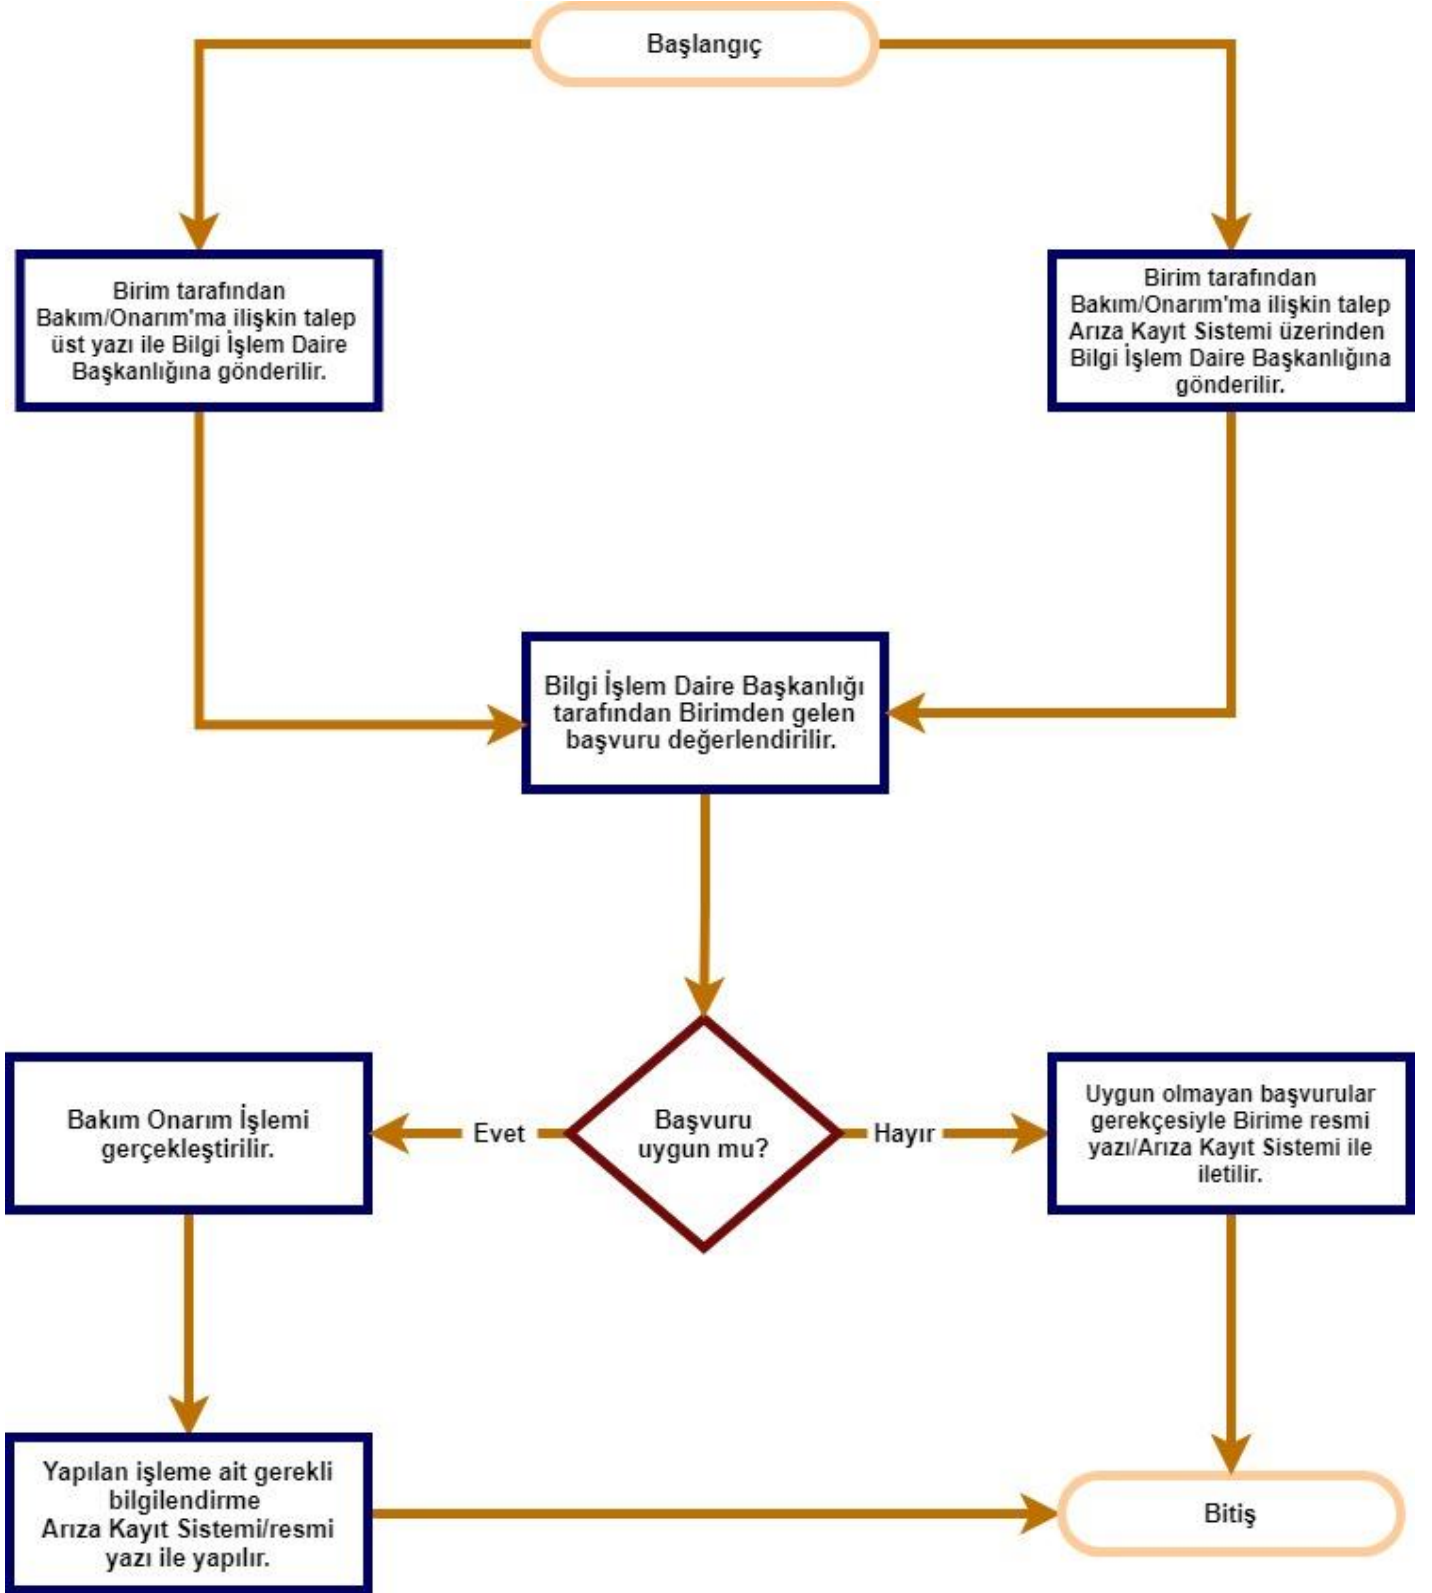 Başlangıç
Birim tarafından
Bakım/Onarım'ma ilişkin talep
üst yazı ile Bilgi İşlem Daire
Başkanlığına gönderilir.
Birim tarafından
Bakım/Onarım'ma ilişkin talep
Arıza Kayıt Sistemi üzerinden
Bilgi İşlem Daire Başkanlığına
gönderilir.
Bilgi İşlem Daire Başkanlığı
tarafından Birimden gelen
başvuru değerlendirilir.
Bakım Onarım İşlemi
gerçekleştirilir.
Evet
Başvuru
uygun mu?
Hayır
Uygun olmayan başvurular
gerekçesiyle Birime resmi
yazı/Arıza Kayıt Sistemi ile
iletilir.
Yapılan işleme ait gerekli
bilgilendirme
Arıza Kayıt Sistemi/resmi
yazı ile yapılır.
Bitiş